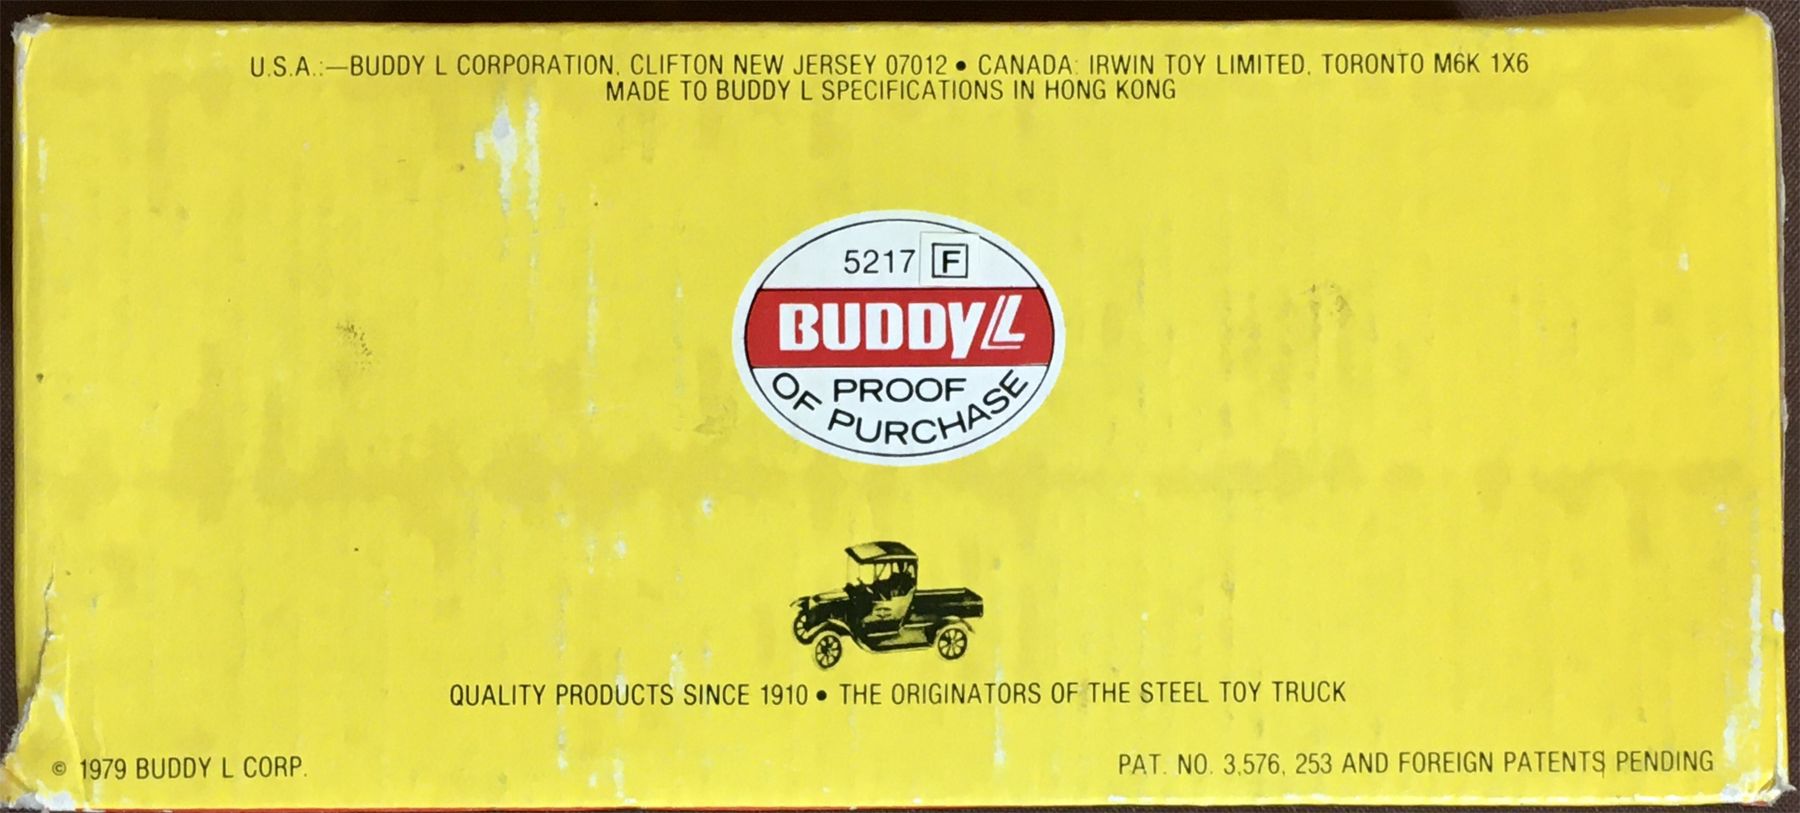 U.S.A.:—BUDDY L CORPORATION, CLIFTON NEW JERSEY 07012 • CANADA: IRWIN TOY LIMITED, TORONTO M6K 1X6
MADE TO BUDDY L SPECIFICATIONS IN HONG KONG
5217 F
BUDDY L
PROOF
OF PURCHASE
QUALITY PRODUCTS SINCE 1910 • THE ORIGINATORS OF THE STEEL TOY TRUCK
© 1979 BUDDY L CORP.
PAT. NO. 3,576, 253 AND FOREIGN PATENTS PENDING